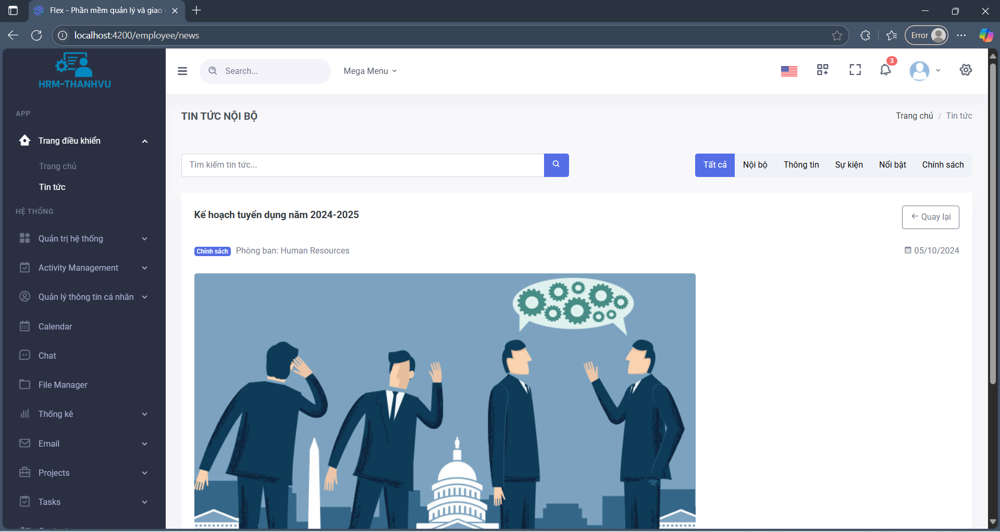 Flex - Phần mềm quản lý và giao
localhost:4200/employee/news
Error
HRM-THANHVU
Search...
Mega Menu
3
APP
Trang điều khiển
Trang chủ
Tin tức
HỆ THỐNG
Quản trị hệ thống
Activity Management
Quản lý thông tin cá nhân
Calendar
Chat
File Manager
Thống kê
Email
Projects
Tasks
TIN TỨC NỘI BỘ
Trang chủ / Tin tức
Tìm kiếm tin tức...
Tất cả Nội bộ Thông tin Sự kiện Nổi bật Chính sách
Kế hoạch tuyển dụng năm 2024-2025
Quay lại
Chính sách Phòng ban: Human Resources
05/10/2024